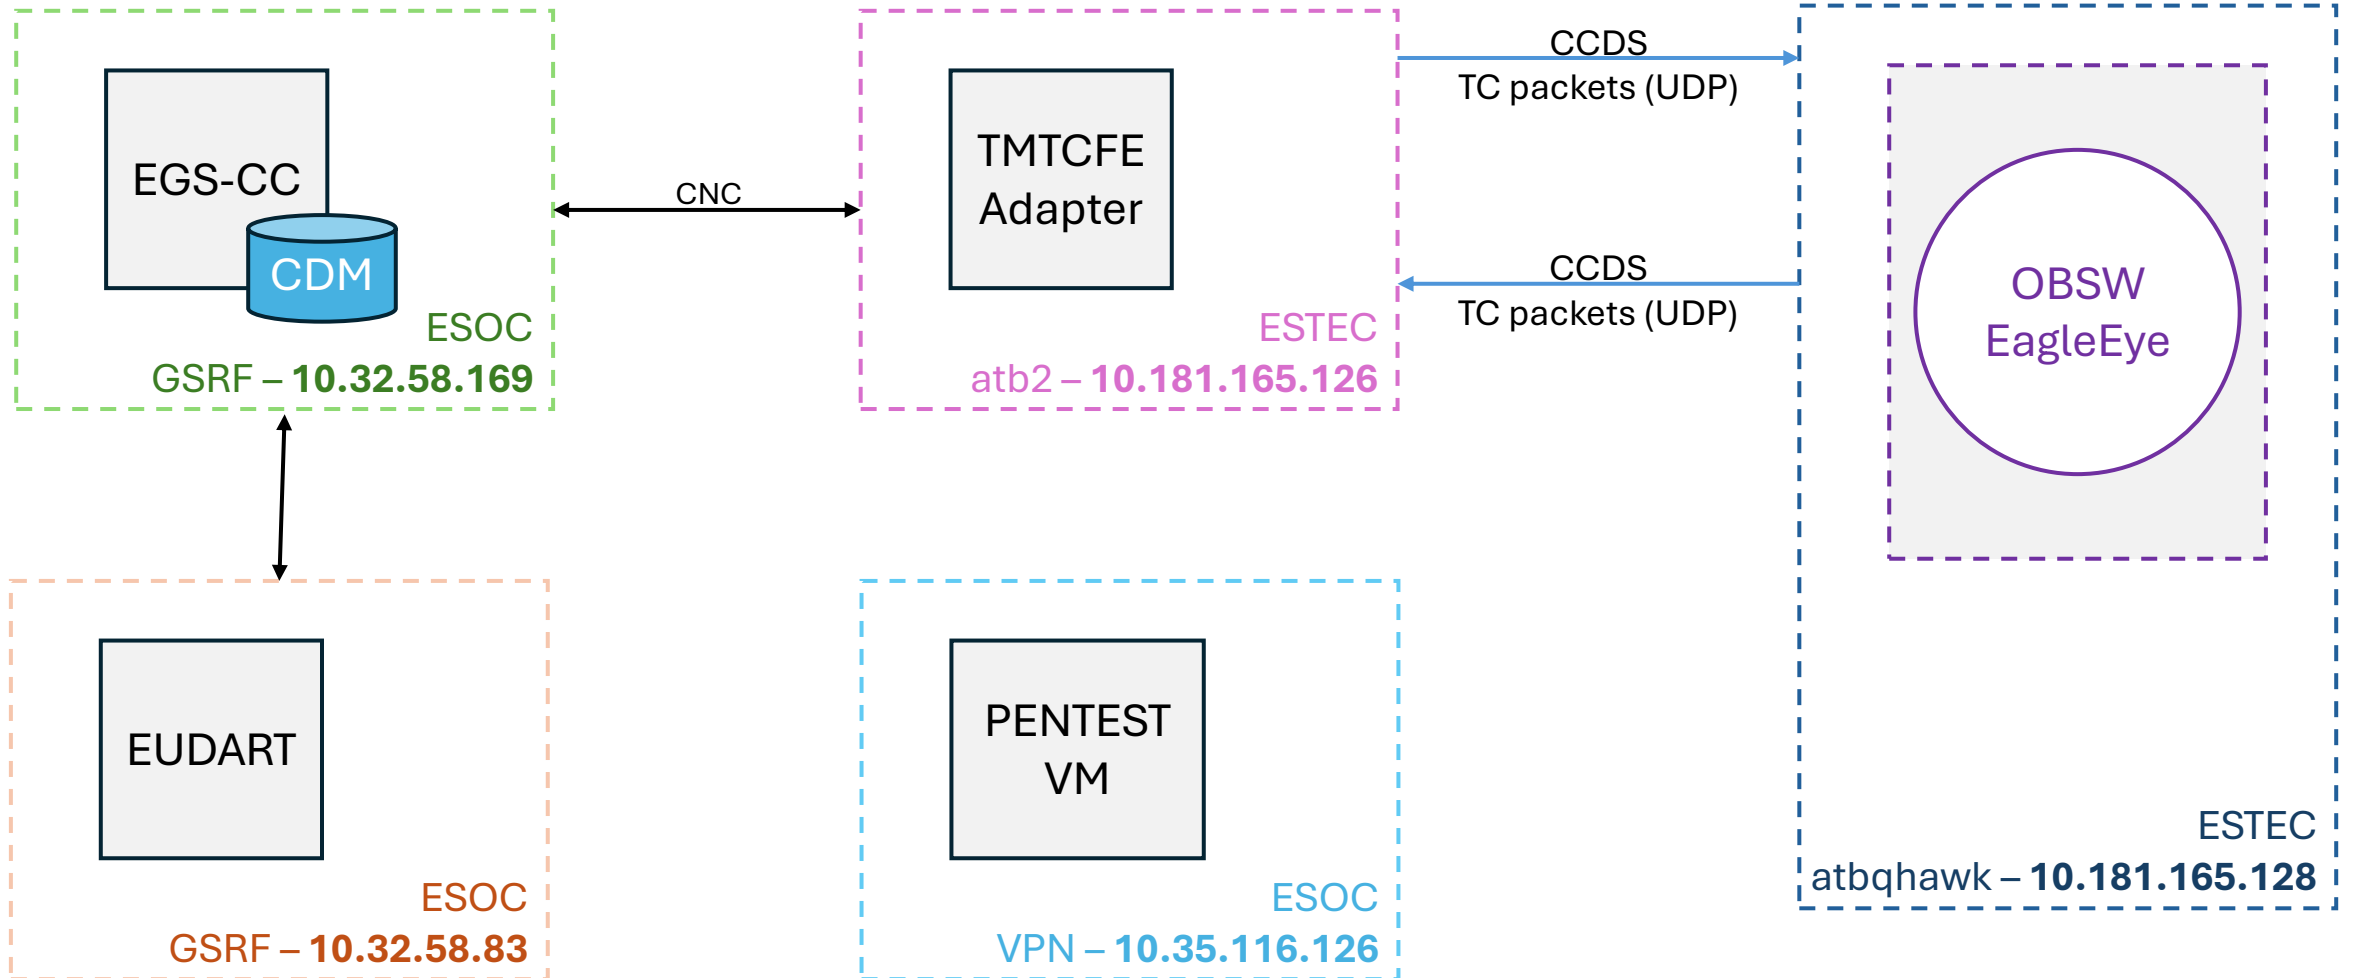 EGS-CC
CDM
ESOC
GSRF – 10.32.58.169
CNC
TMTCFE
Adapter
ESTEC
atb2 – 10.181.165.126
CCDS
TC packets (UDP)
CCDS
TC packets (UDP)
OBSW
EagleEye
ESTEC
atbqhawk – 10.181.165.128
EUDART
ESOC
GSRF – 10.32.58.83
PENTEST
VM
ESOC
VPN – 10.35.116.126